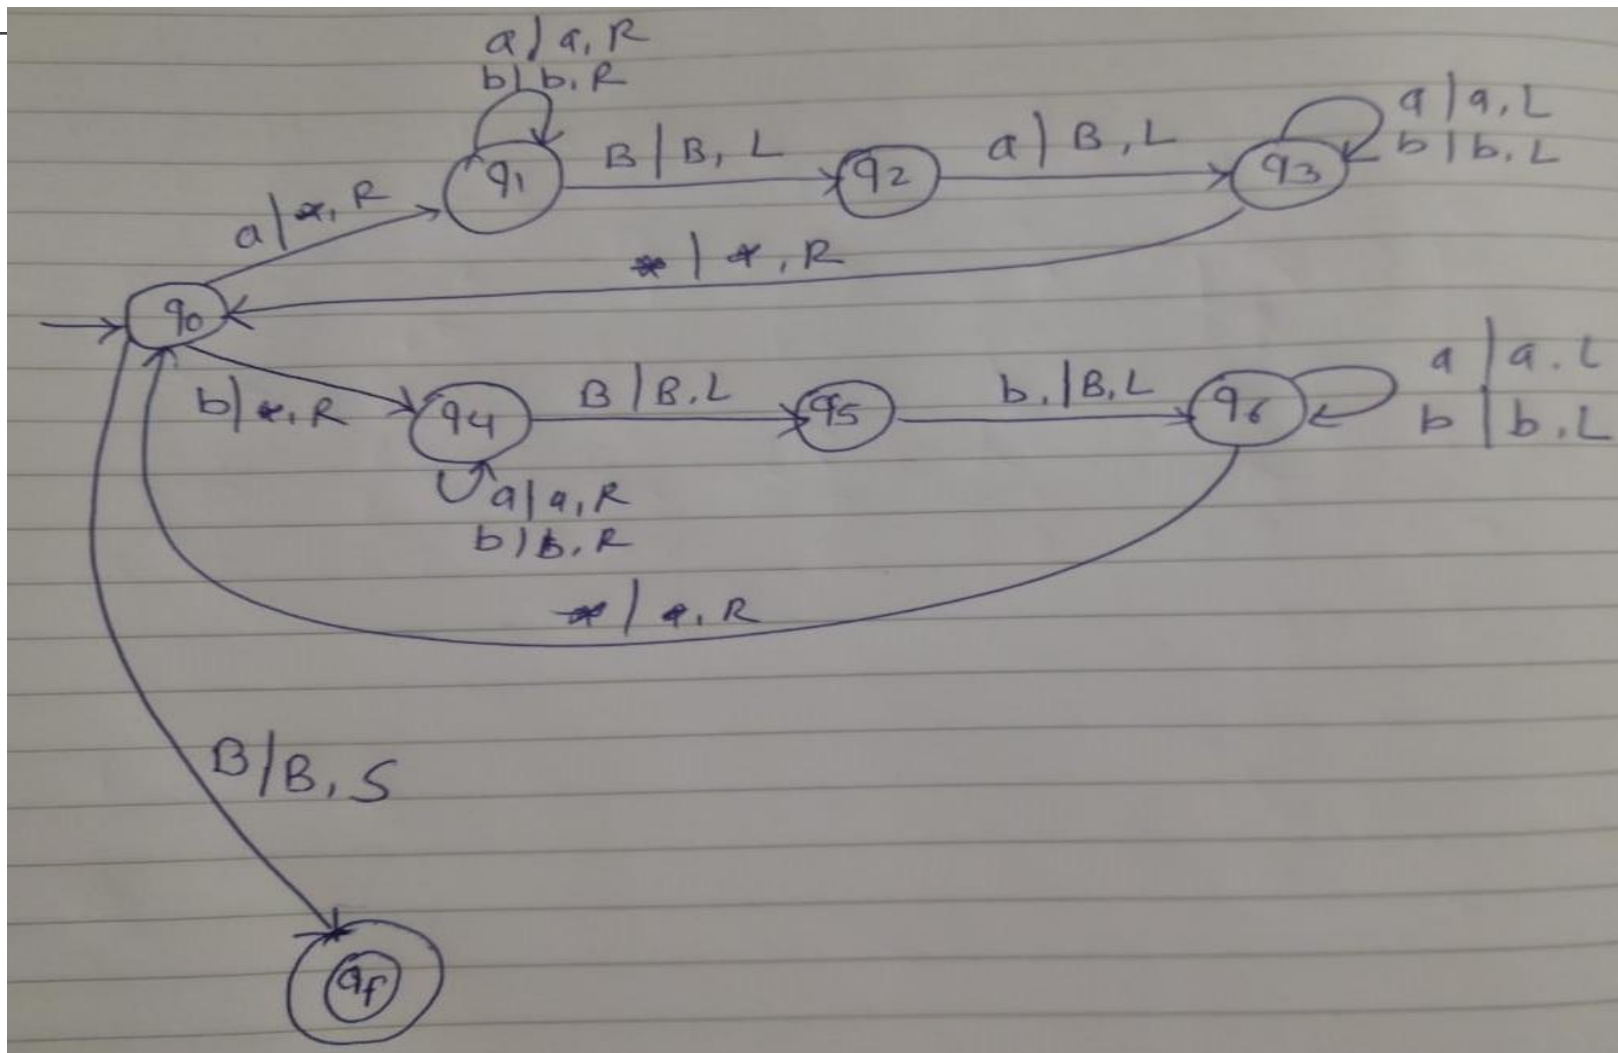 a | a, R
b | b, R
a | a, L
b | b, L
B | B, L
a | B, L
q1
q2
q3
a | *, R
* | *, R
q0
b | *, R
B | B, L
b, | B, L
a | a, L
b | b, L
q4
q5
q6
a | a, R
b | b, R
* | *, R
B / B, S
qf